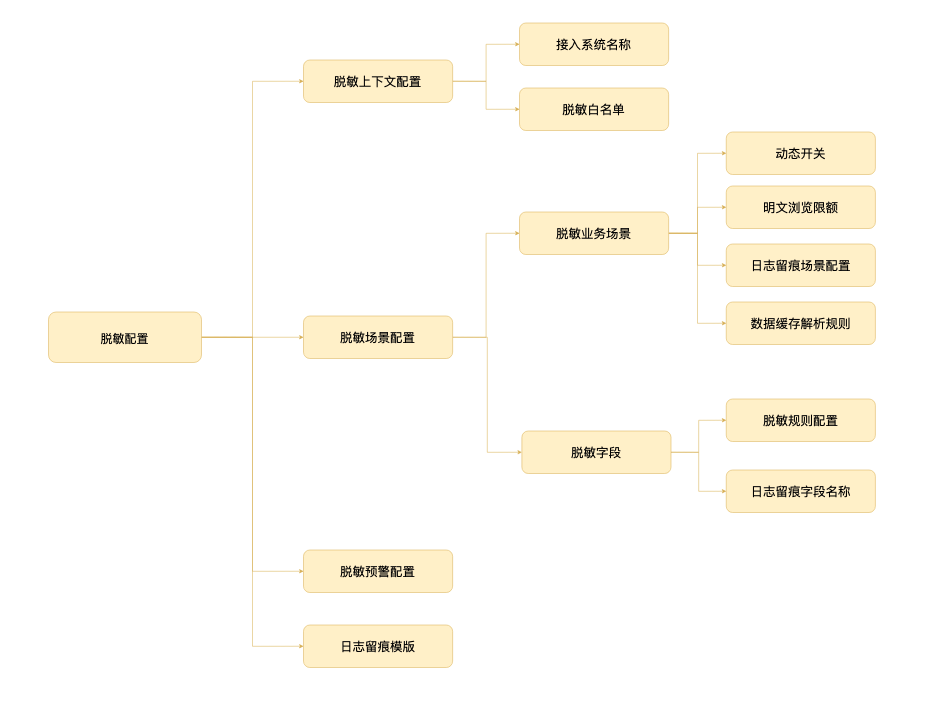 接入系统名称
脱敏上下文配置
脱敏白名单
动态开关
明文浏览限额
脱敏业务场景
日志留痕场景配置
数据缓存解析规则
脱敏配置
脱敏场景配置
脱敏规则配置
脱敏字段
日志留痕字段名称
脱敏预警配置
日志留痕模版